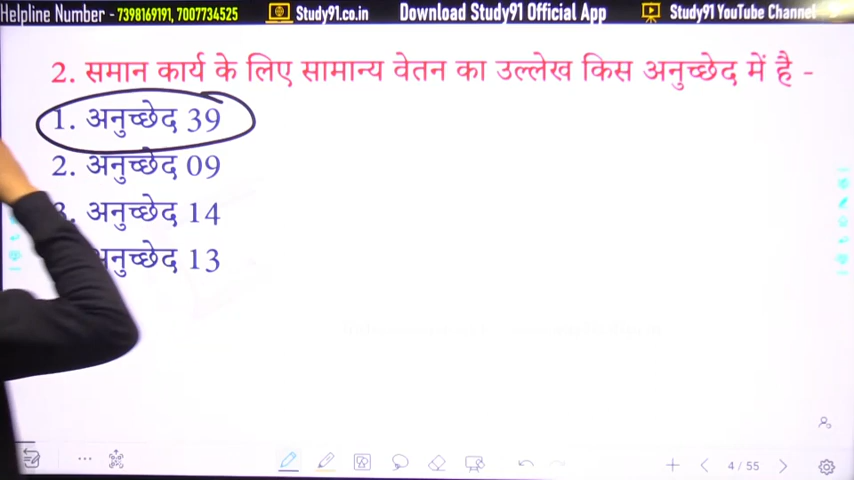 Helpline Number - 7398169191, 7007734525 Study91.co.in Download Study91 Official App Study91 YouTube Channel
2. समान कार्य के लिए सामान्य वेतन का उल्लेख किस अनुच्छेद में है -
1. अनुच्छेद 39
2. अनुच्छेद 09
3. अनुच्छेद 14
अनुच्छेद 13
4 / 55